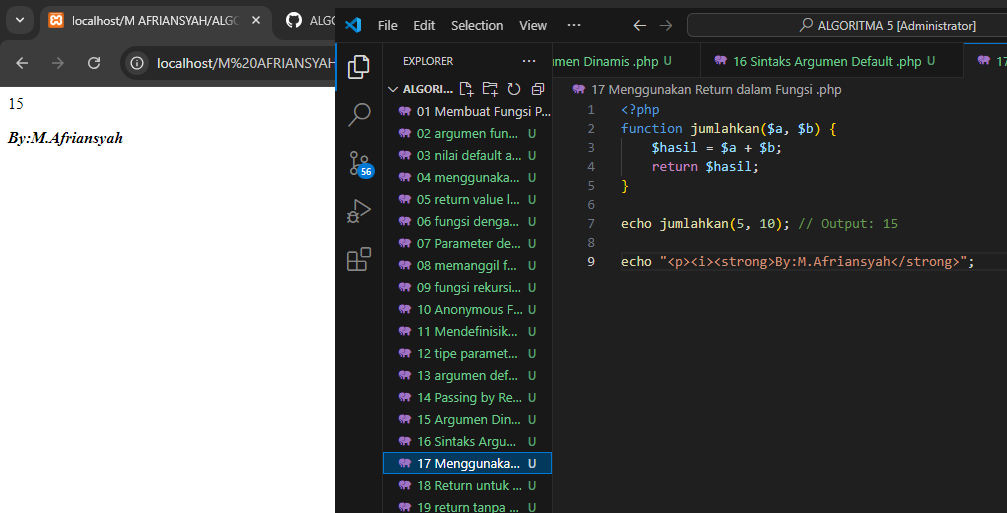 localhost/M AFRIANSYAH/ALGO
ALGO
localhost/M%20AFRIANSYAH
15
By:M.Afriansyah
File Edit Selection View ···
ALGORITMA 5 [Administrator]
EXPLORER ···
ALGORI...
01 Membuat Fungsi P...
02 argumen fun... U
03 nilai default a... U
04 menggunaka... U
05 return value l... U
06 fungsi denga... U
07 Parameter de... U
08 memanggil f... U
09 fungsi rekursi... U
10 Anonymous F... U
11 Mendefinisik... U
12 tipe paramet... U
13 argumen def... U
14 Passing by Re... U
15 Argumen Din... U
16 Sintaks Argu... U
17 Menggunaka... U
18 Return untuk ... U
19 return tanpa ... U
56
men Dinamis .php U
16 Sintaks Argumen Default .php U
17
17 Menggunakan Return dalam Fungsi .php
1 <?php
2 function jumlahkan($a, $b) {
3 $hasil = $a + $b;
4 return $hasil;
5 }
6
7 echo jumlahkan(5, 10); // Output: 15
8
9 echo "<p><i><strong>By:M.Afriansyah</strong>";